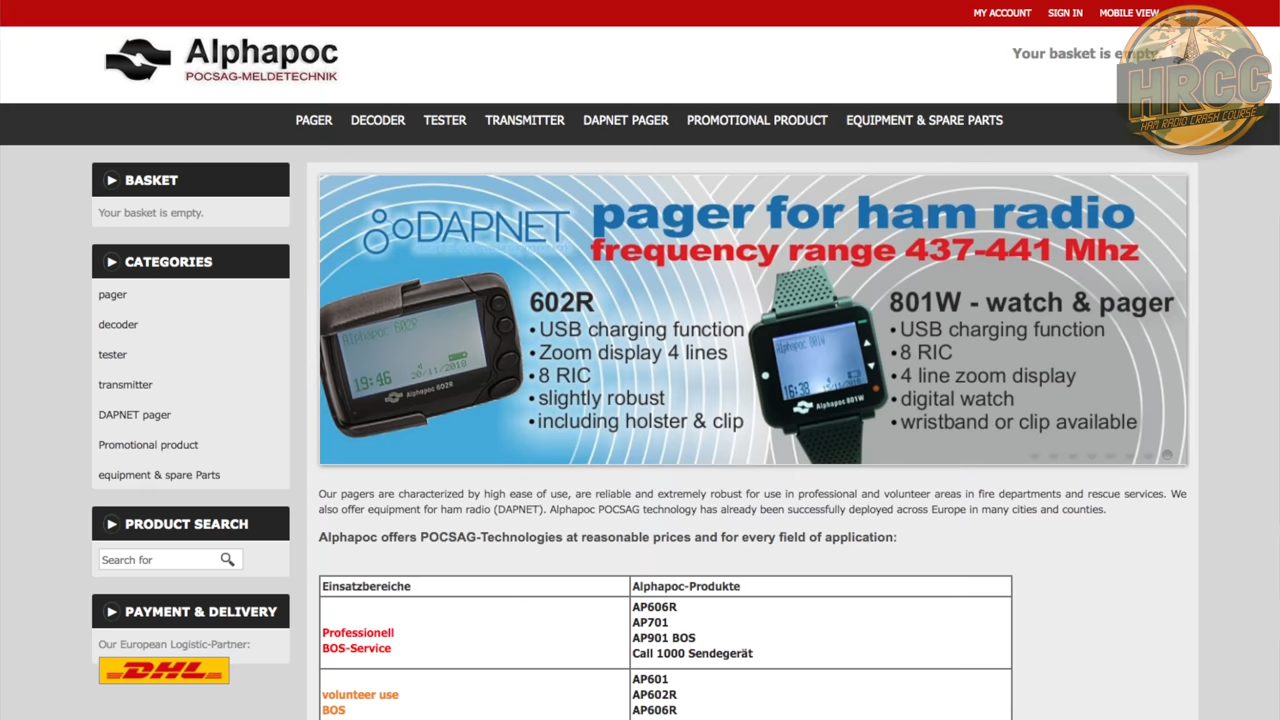 MY ACCOUNT SIGN IN MOBILE VIEW
Alphapoc
POCSAG-MELDETECHNIK
Your basket is empty
HRCC
HAM RADIO CRASH COURSE
PAGER DECODER TESTER TRANSMITTER DAPNET PAGER PROMOTIONAL PRODUCT EQUIPMENT & SPARE PARTS
BASKET
Your basket is empty.
CATEGORIES
pager
decoder
tester
transmitter
DAPNET pager
Promotional product
equipment & spare Parts
PRODUCT SEARCH
Search for
PAYMENT & DELIVERY
Our European Logistic-Partner:
DHL
DAPNET
pager for ham radio
frequency range 437-441 Mhz
602R
• USB charging function
• Zoom display 4 lines
• 8 RIC
• slightly robust
• including holster & clip
Alphapoc 602R
19:46 20/11/2010
Alphapoc 602R
801W - watch & pager
• USB charging function
• 8 RIC
• 4 line zoom display
• digital watch
• wristband or clip available
Alphapoc 801W
16:38
Alphapoc 801W
Our pagers are characterized by high ease of use, are reliable and extremely robust for use in professional and volunteer areas in fire departments and rescue services. We
also offer equipment for ham radio (DAPNET). Alphapoc POCSAG technology has already been successfully deployed across Europe in many cities and counties.
Alphapoc offers POCSAG-Technologies at reasonable prices and for every field of application:
Einsatzbereiche Alphapoc-Produkte
Professionell
BOS-Service
AP606R
AP701
AP901 BOS
Call 1000 Sendegerät
volunteer use
BOS
AP601
AP602R
AP606R